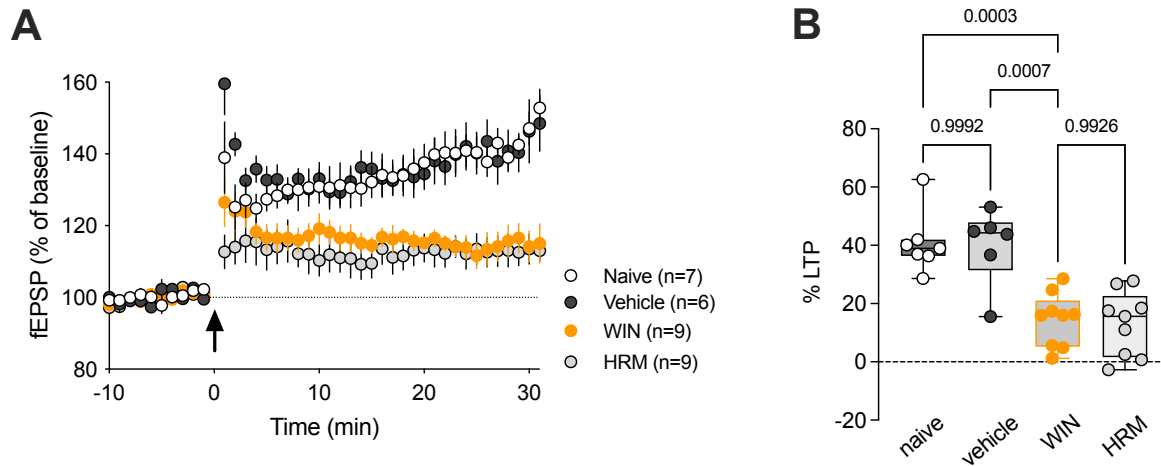 A
fEPSP (% of baseline)
160
140
120
100
80
-10
0
10
20
30
Time (min)
Naive (n=7)
Vehicle (n=6)
WIN (n=9)
HRM (n=9)
B
0.0003
0.0007
0.9992
0.9926
% LTP
80
60
40
20
0
-20
naive
vehicle
WIN
HRM